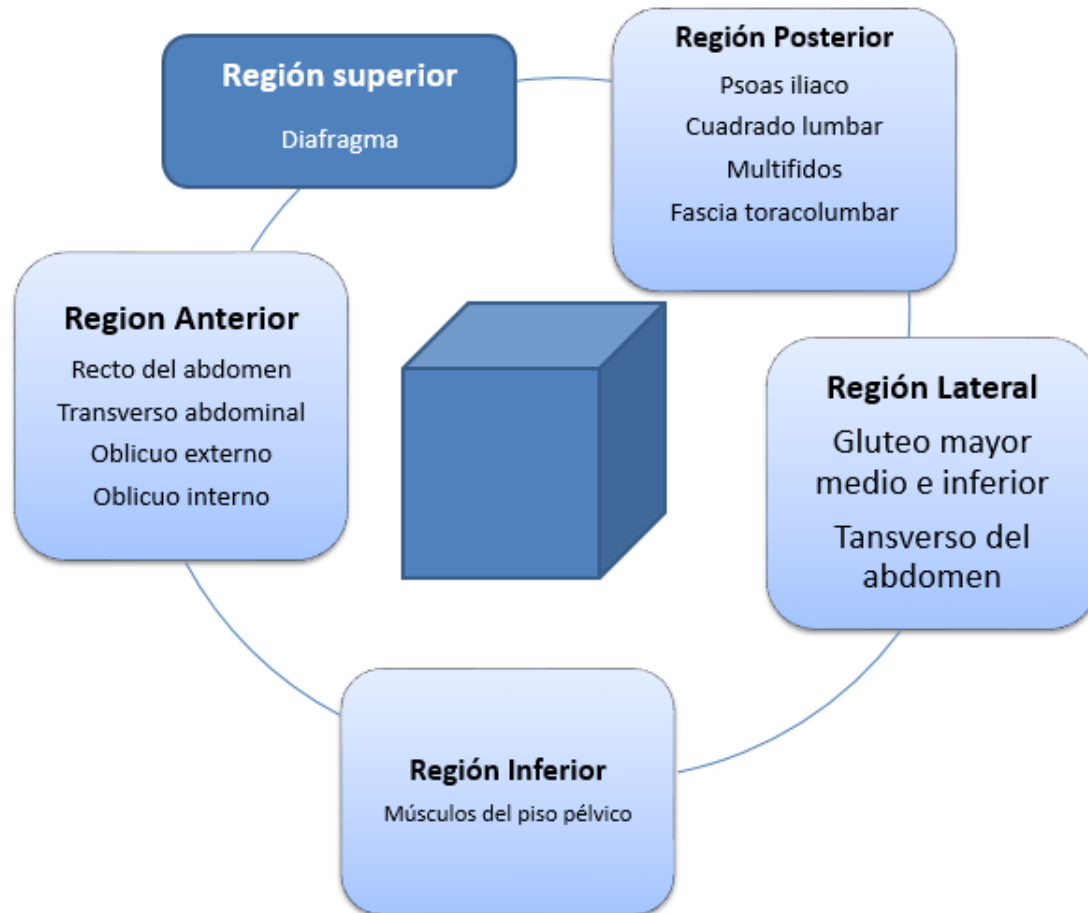 Región superior
Diafragma
Región Posterior
Psoas iliaco
Cuadrado lumbar
Multifidos
Fascia toracolumbar
Region Anterior
Recto del abdomen
Transverso abdominal
Oblicuo externo
Oblicuo interno
Región Lateral
Gluteo mayor
medio e inferior
Tansverso del
abdomen
Región Inferior
Músculos del piso pélvico